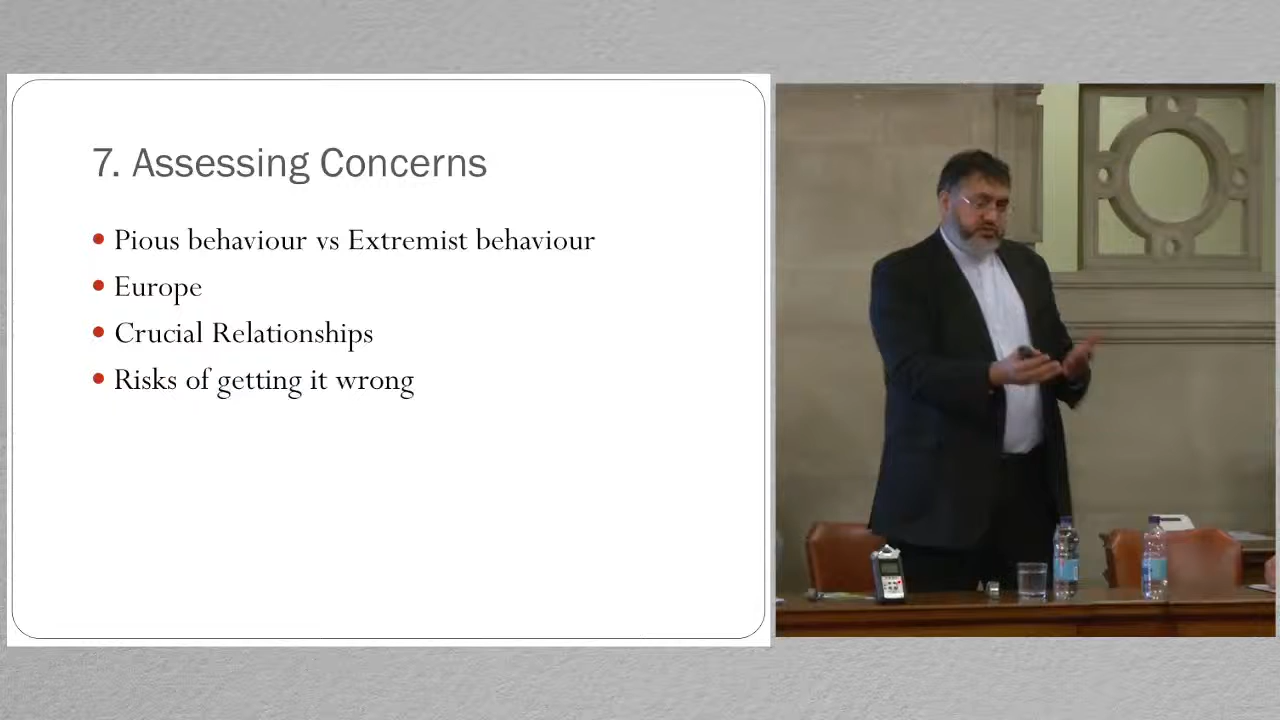 7. Assessing Concerns
Pious behaviour vs Extremist behaviour
Europe
Crucial Relationships
Risks of getting it wrong